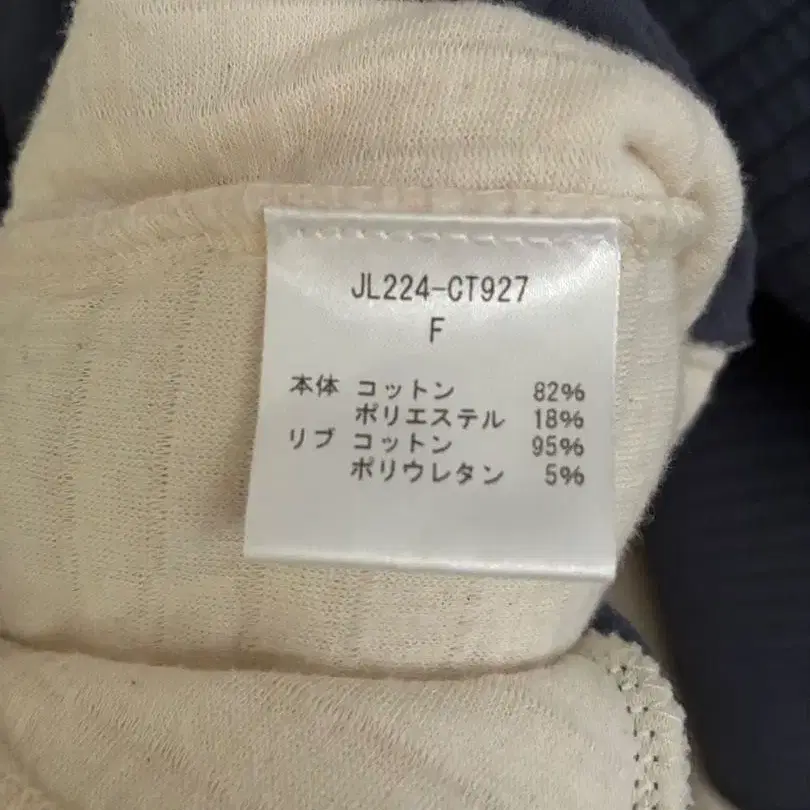 JL224-CT927
F
本体 コットン 82%
ポリエステル 18%
リブ コットン 95%
ポリウレタン 5%